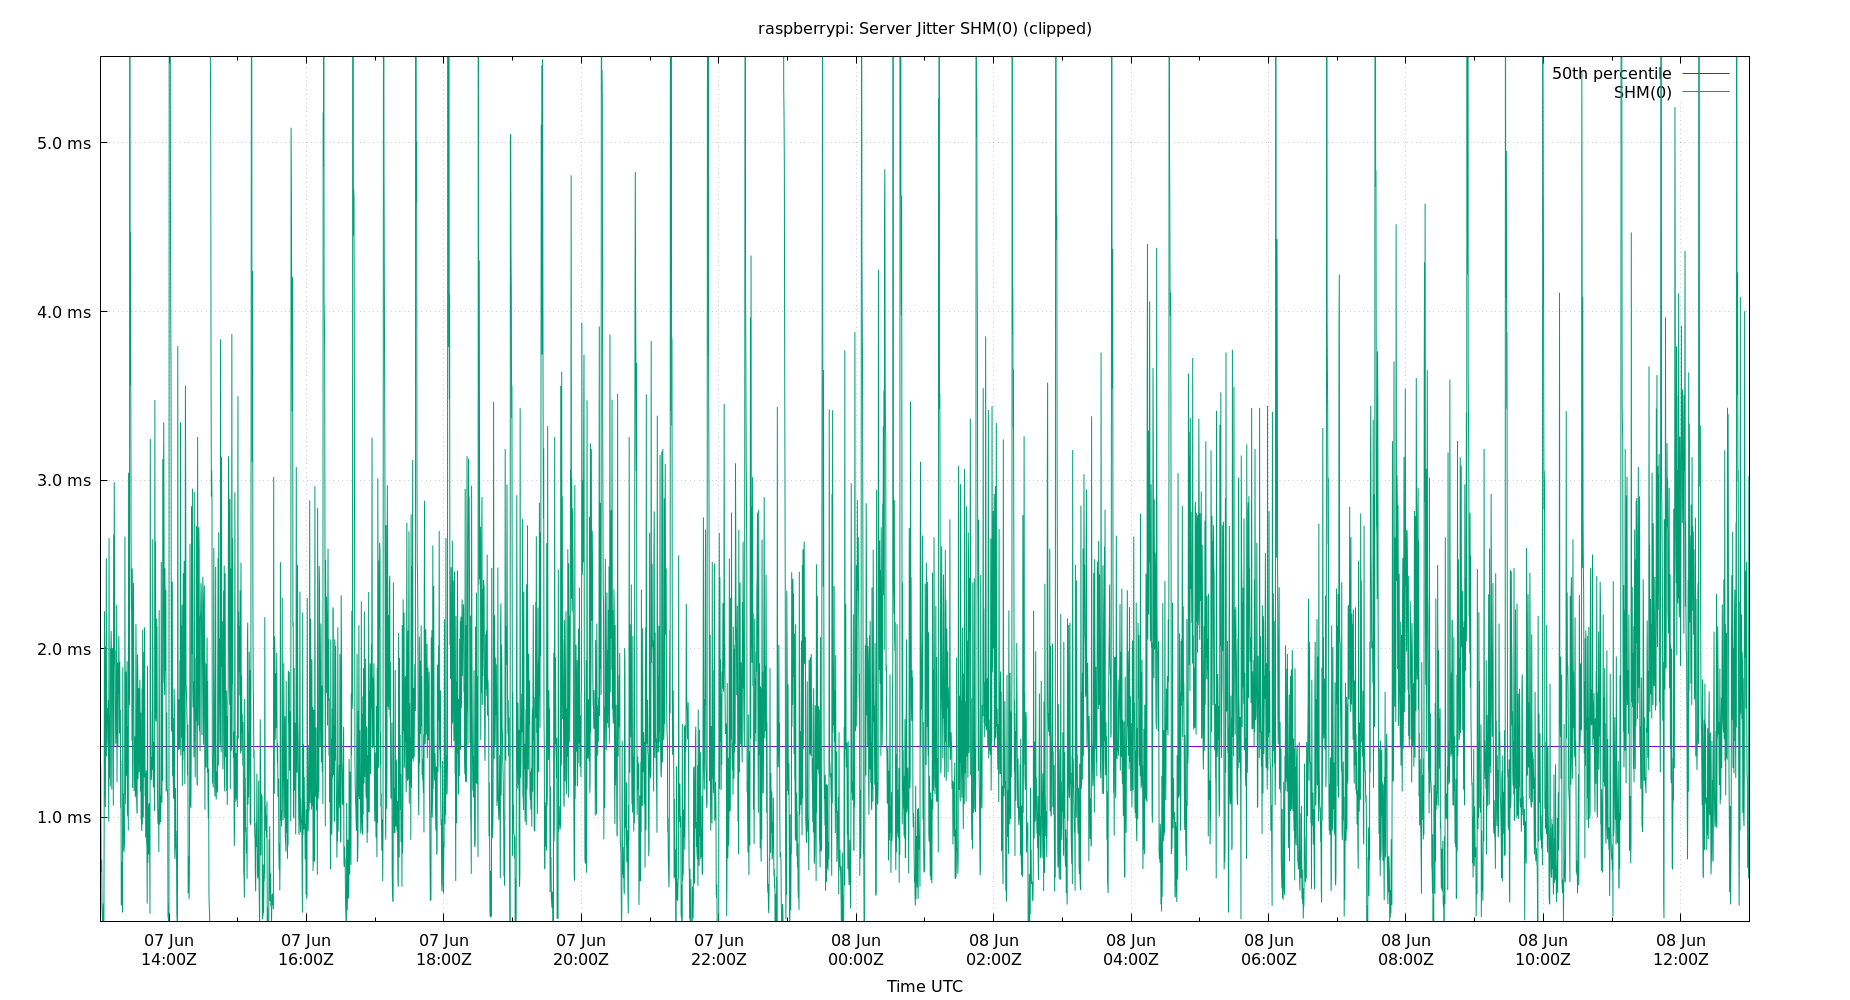 raspberrypi: Server Jitter SHM(0) (clipped)
50th percentile
SHM(0)
5.0 ms
4.0 ms
3.0 ms
2.0 ms
1.0 ms
07 Jun 07 Jun 07 Jun 07 Jun 07 Jun 08 Jun 08 Jun 08 Jun 08 Jun 08 Jun 08 Jun 08 Jun
14:00Z 16:00Z 18:00Z 20:00Z 22:00Z 00:00Z 02:00Z 04:00Z 06:00Z 08:00Z 10:00Z 12:00Z
Time UTC